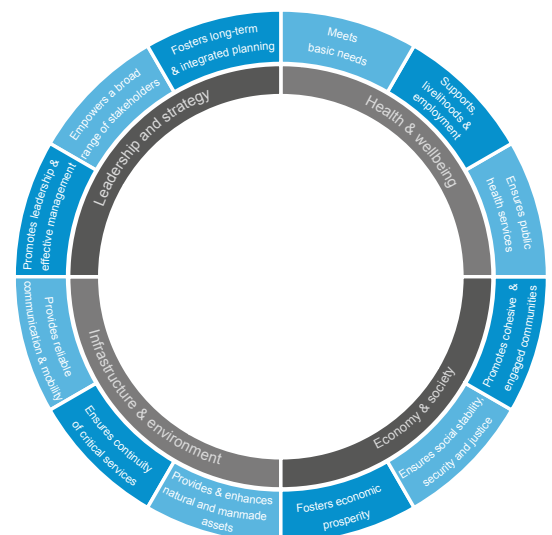 Meets
basic needs
Supports,
livelihoods &
employment
Ensures public
health services
Promotes cohesive &
engaged communities
Ensures social stability,
security and justice
Fosters economic
prosperity
Provides & enhances
natural and manmade
assets
Ensures continuity
of critical services
Provides reliable
communication & mobility
Promotes leadership &
effective management
Empowers a broad
range of stakeholders
Fosters long-term
& integrated planning
Health & wellbeing
Economy & society
Infrastructure & environment
Leadership and strategy